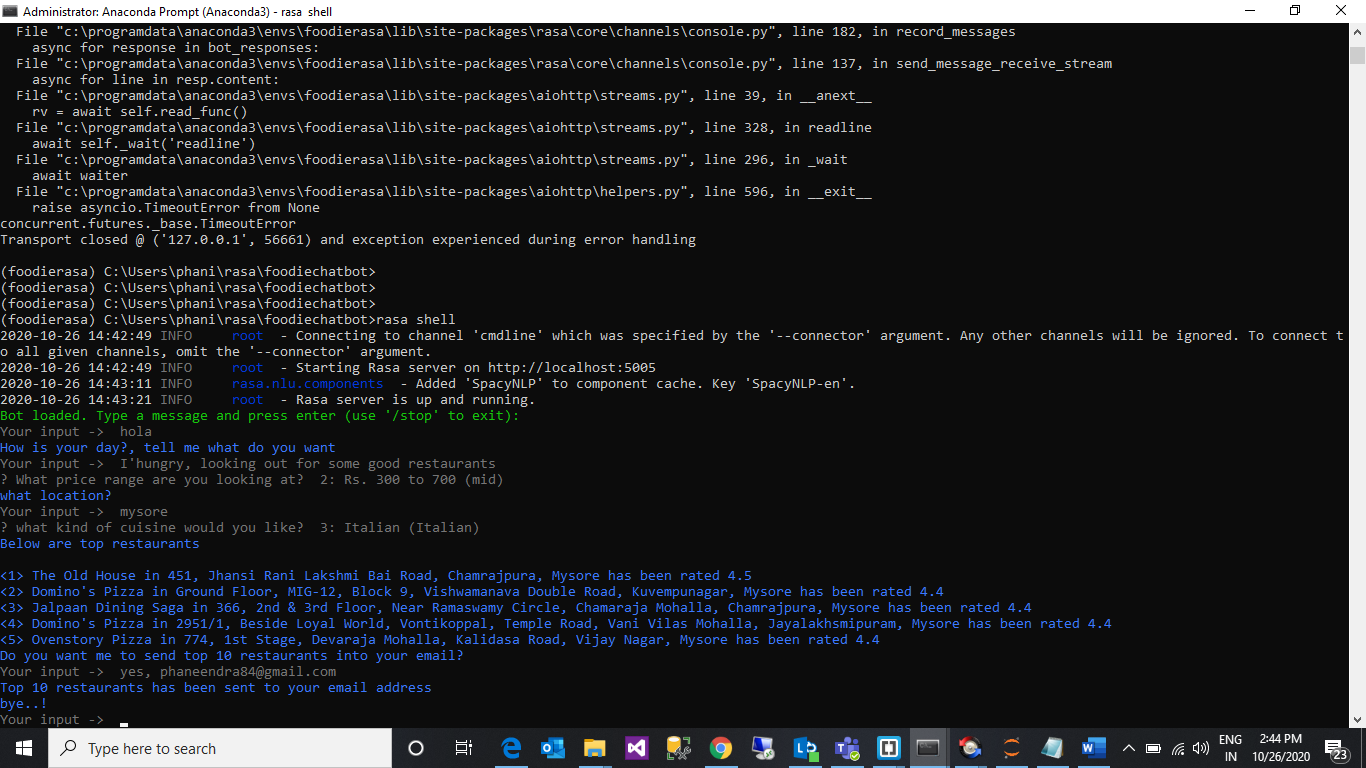 Administrator: Anaconda Prompt (Anaconda3) - rasa  shell
  File "c:\programdata\anaconda3\envs\foodierasa\lib\site-packages\rasa\core\channels\console.py", line 182, in record_messages
    async for response in bot_responses:
  File "c:\programdata\anaconda3\envs\foodierasa\lib\site-packages\rasa\core\channels\console.py", line 137, in send_message_receive_stream
    async for line in resp.content:
  File "c:\programdata\anaconda3\envs\foodierasa\lib\site-packages\aiohttp\streams.py", line 39, in __anext__
    rv = await self.read_func()
  File "c:\programdata\anaconda3\envs\foodierasa\lib\site-packages\aiohttp\streams.py", line 328, in readline
    await self._wait('readline')
  File "c:\programdata\anaconda3\envs\foodierasa\lib\site-packages\aiohttp\streams.py", line 296, in _wait
    await waiter
  File "c:\programdata\anaconda3\envs\foodierasa\lib\site-packages\aiohttp\helpers.py", line 596, in __exit__
    raise asyncio.TimeoutError from None
concurrent.futures._base.TimeoutError
Transport closed @ ('127.0.0.1', 56661) and exception experienced during error handling
(foodierasa) C:\Users\phani\rasa\foodiechatbot>
(foodierasa) C:\Users\phani\rasa\foodiechatbot>
(foodierasa) C:\Users\phani\rasa\foodiechatbot>
(foodierasa) C:\Users\phani\rasa\foodiechatbot>rasa shell
2020-10-26 14:42:49 INFO     root  - Connecting to channel 'cmdline' which was specified by the '--connector' argument. Any other channels will be ignored. To connect t
o all given channels, omit the '--connector' argument.
2020-10-26 14:42:49 INFO     root  - Starting Rasa server on http://localhost:5005
2020-10-26 14:43:11 INFO     rasa.nlu.components  - Added 'SpacyNLP' to component cache. Key 'SpacyNLP-en'.
2020-10-26 14:43:21 INFO     root  - Rasa server is up and running.
Bot loaded. Type a message and press enter (use '/stop' to exit):
Your input ->  hola
How is your day?, tell me what do you want
Your input ->  I'hungry, looking out for some good restaurants
? What price range are you looking at?  2: Rs. 300 to 700 (mid)
what location?
Your input ->  mysore
? what kind of cuisine would you like?  3: Italian (Italian)
Below are top restaurants
<1> The Old House in 451, Jhansi Rani Lakshmi Bai Road, Chamrajpura, Mysore has been rated 4.5
<2> Domino's Pizza in Ground Floor, MIG-12, Block 9, Vishwamanava Double Road, Kuvempunagar, Mysore has been rated 4.4
<3> Jalpaan Dining Saga in 366, 2nd & 3rd Floor, Near Ramaswamy Circle, Chamaraja Mohalla, Chamrajpura, Mysore has been rated 4.4
<4> Domino's Pizza in 2951/1, Beside Loyal World, Vontikoppal, Temple Road, Vani Vilas Mohalla, Jayalakhsmipuram, Mysore has been rated 4.4
<5> Ovenstory Pizza in 774, 1st Stage, Devaraja Mohalla, Kalidasa Road, Vijay Nagar, Mysore has been rated 4.4
Do you want me to send top 10 restaurants into your email?
Your input ->  yes, phaneendra84@gmail.com
Top 10 restaurants has been sent to your email address
bye..!
Your input ->
Type here to search
ENG
IN
2:44 PM
10/26/2020
23